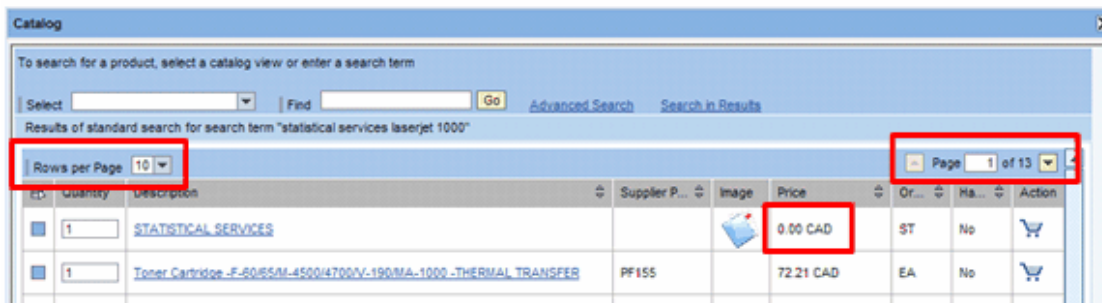 Catalog
To search for a product, select a catalog view or enter a search term
Select Find Go Advanced Search Search in Results
Results of standard search for search term "statistical services laserjet 1000"
Rows per Page 10 Page 1 of 13
Quantity Description Supplier P... Image Price Or... Ha... Action
1 STATISTICAL SERVICES 0.00 CAD ST No
1 Toner Cartridge -F-60/65/M-4500/4700/V-190/MA-1000 -THERMAL TRANSFER PF155 72.21 CAD EA No